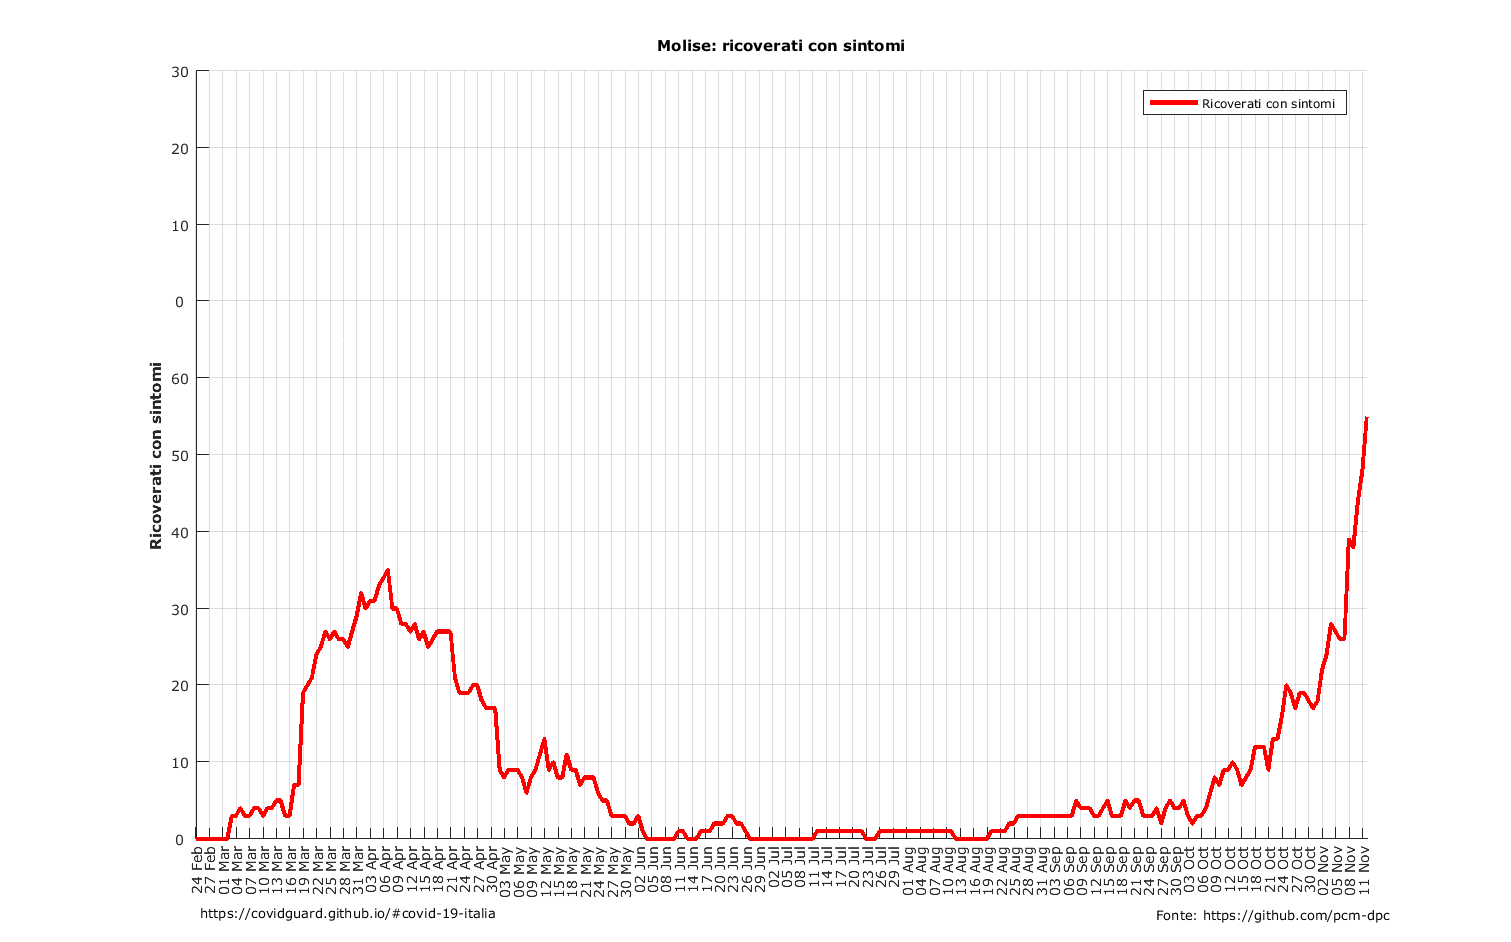 Molise: ricoverati con sintomi
Ricoverati con sintomi
30
20
10
0
60
50
40
30
20
10
0
Ricoverati con sintomi
24 Feb
27 Feb
01 Mar
04 Mar
07 Mar
10 Mar
13 Mar
16 Mar
19 Mar
22 Mar
25 Mar
28 Mar
31 Mar
03 Apr
06 Apr
09 Apr
12 Apr
15 Apr
18 Apr
21 Apr
24 Apr
27 Apr
30 Apr
03 May
06 May
09 May
12 May
15 May
18 May
21 May
24 May
27 May
30 May
02 Jun
05 Jun
08 Jun
11 Jun
14 Jun
17 Jun
20 Jun
23 Jun
26 Jun
29 Jun
02 Jul
05 Jul
08 Jul
11 Jul
14 Jul
17 Jul
20 Jul
23 Jul
26 Jul
29 Jul
01 Aug
04 Aug
07 Aug
10 Aug
13 Aug
16 Aug
19 Aug
22 Aug
25 Aug
28 Aug
31 Aug
03 Sep
06 Sep
09 Sep
12 Sep
15 Sep
18 Sep
21 Sep
24 Sep
27 Sep
30 Sep
03 Oct
06 Oct
09 Oct
12 Oct
15 Oct
18 Oct
21 Oct
24 Oct
27 Oct
30 Oct
02 Nov
05 Nov
08 Nov
11 Nov
https://covidguard.github.io/#covid-19-italia
Fonte: https://github.com/pcm-dpc